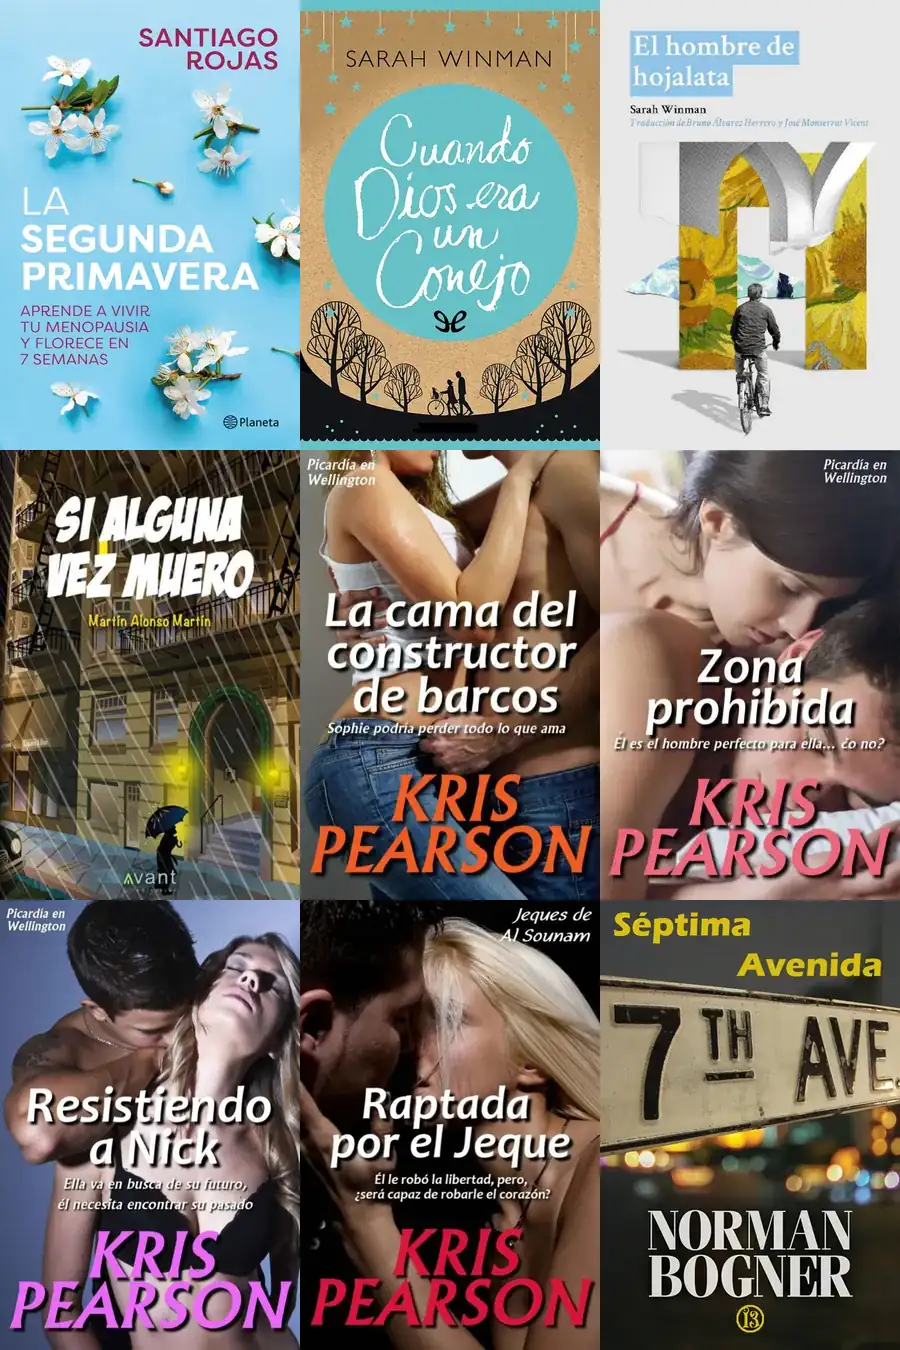 SANTIAGO
ROJAS
LA
SEGUNDA
PRIMAVERA
APRENDE A VIVIR
TU MENOPAUSIA
Y FLORECE EN
7 SEMANAS
Planeta
SARAH WINMAN
Cuando
Dios era
un
Conejo
El hombre de
hojalata
Sarah Winman
Traducción de Bruno Álvarez Herrero y José Monserrat Vicent
SI ALGUNA
VEZ MUERO
Martín Alonso Martín
Avant
Picardía en
Wellington
La cama del
constructor
de barcos
Sophie podría perder todo lo que ama
KRIS
PEARSON
Picardía en
Wellington
Zona
prohibida
Él es el hombre perfecto para ella... ¿o no?
KRIS
PEARSON
Picardía en
Wellington
Resistiendo
a Nick
Ella va en busca de su futuro,
él necesita encontrar su pasado
KRIS
PEARSON
Jeques de
Al Sounam
Raptada
por el Jeque
Él le robó la libertad, pero,
¿será capaz de robarle el corazón?
KRIS
PEARSON
Séptima
Avenida
7TH AVE.
NORMAN
BOGNER
13